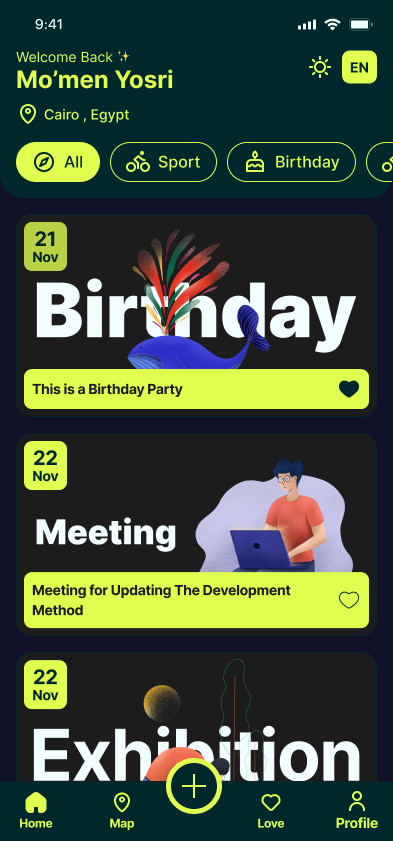 9:41
Welcome Back ✨
Mo’men Yosri
EN
Cairo , Egypt
All
Sport
Birthday
21
Nov
Birthday
This is a Birthday Party
22
Nov
Meeting
Meeting for Updating The Development
Method
22
Nov
Exhibition
Home
Map
Love
Profile